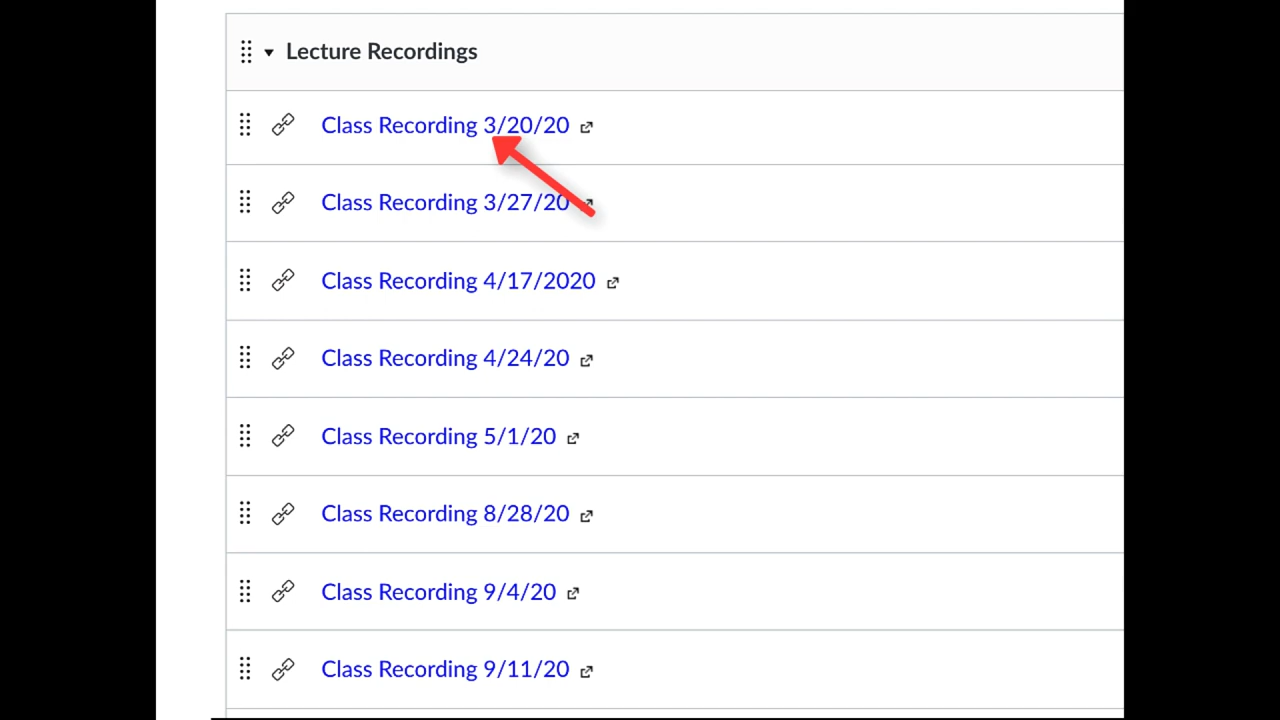 Lecture Recordings
Class Recording 3/20/20
Class Recording 3/27/20
Class Recording 4/17/2020
Class Recording 4/24/20
Class Recording 5/1/20
Class Recording 8/28/20
Class Recording 9/4/20
Class Recording 9/11/20